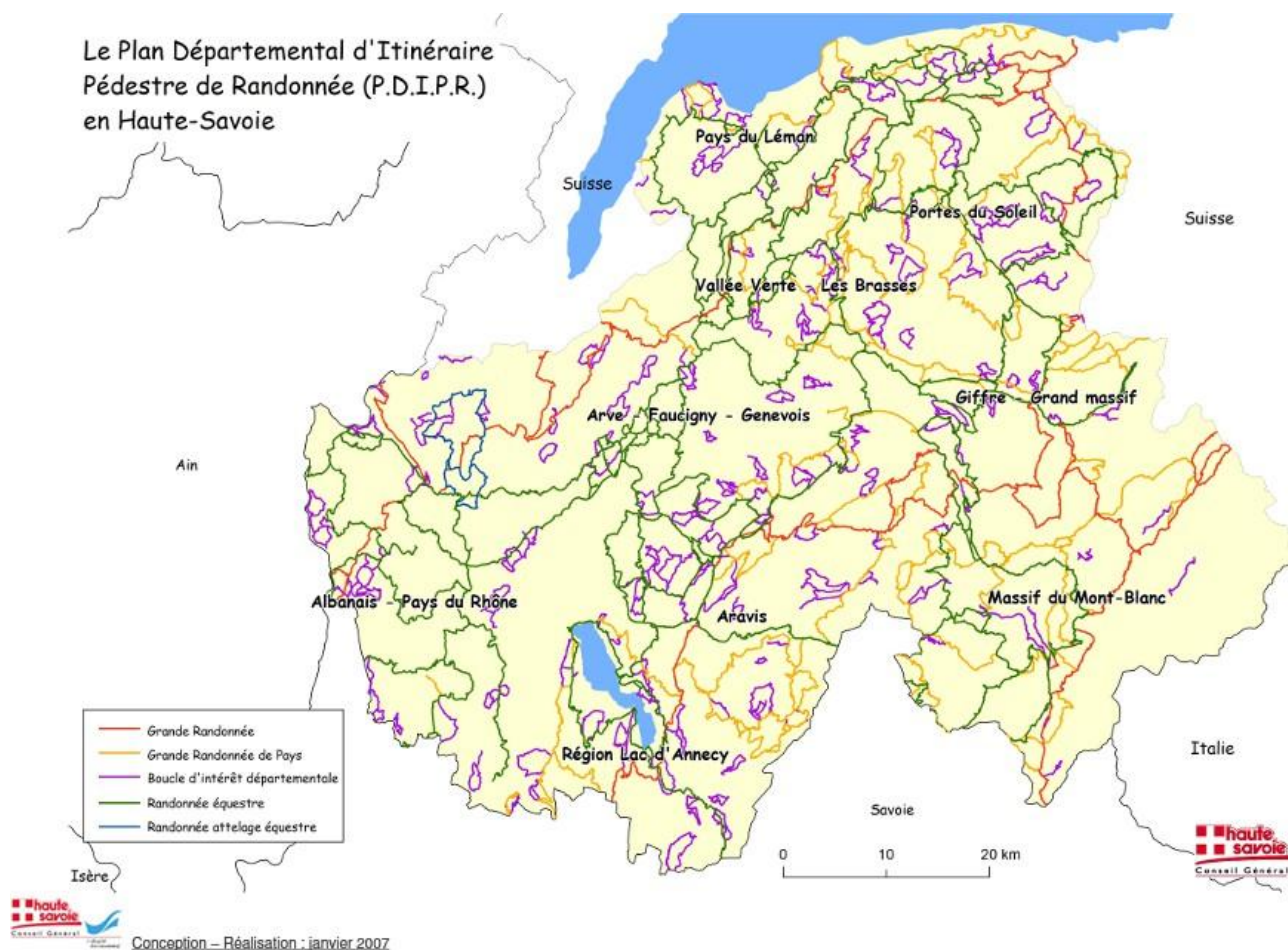 Le Plan Départemental d'Itinéraire
Pédestre de Randonnée (P.D.I.P.R.)
en Haute-Savoie
Pays du Léman
Suisse
Portes du Soleil
Suisse
Vallée Verte - Les Brasses
Giffre - Grand massif
Arve - Faucigny - Genevois
Ain
Albanais - Pays du Rhône
Massif du Mont-Blanc
Aravis
Grande Randonnée
Grande Randonnée de Pays
Boucle d'intérêt départementale
Randonnée équestre
Randonnée attelage équestre
Région Lac d'Annecy
Italie
Savoie
0 10 20 km
haute
savoie
Conseil Général
Isère
haute
savoie
Conseil Général
Conception – Réalisation : janvier 2007